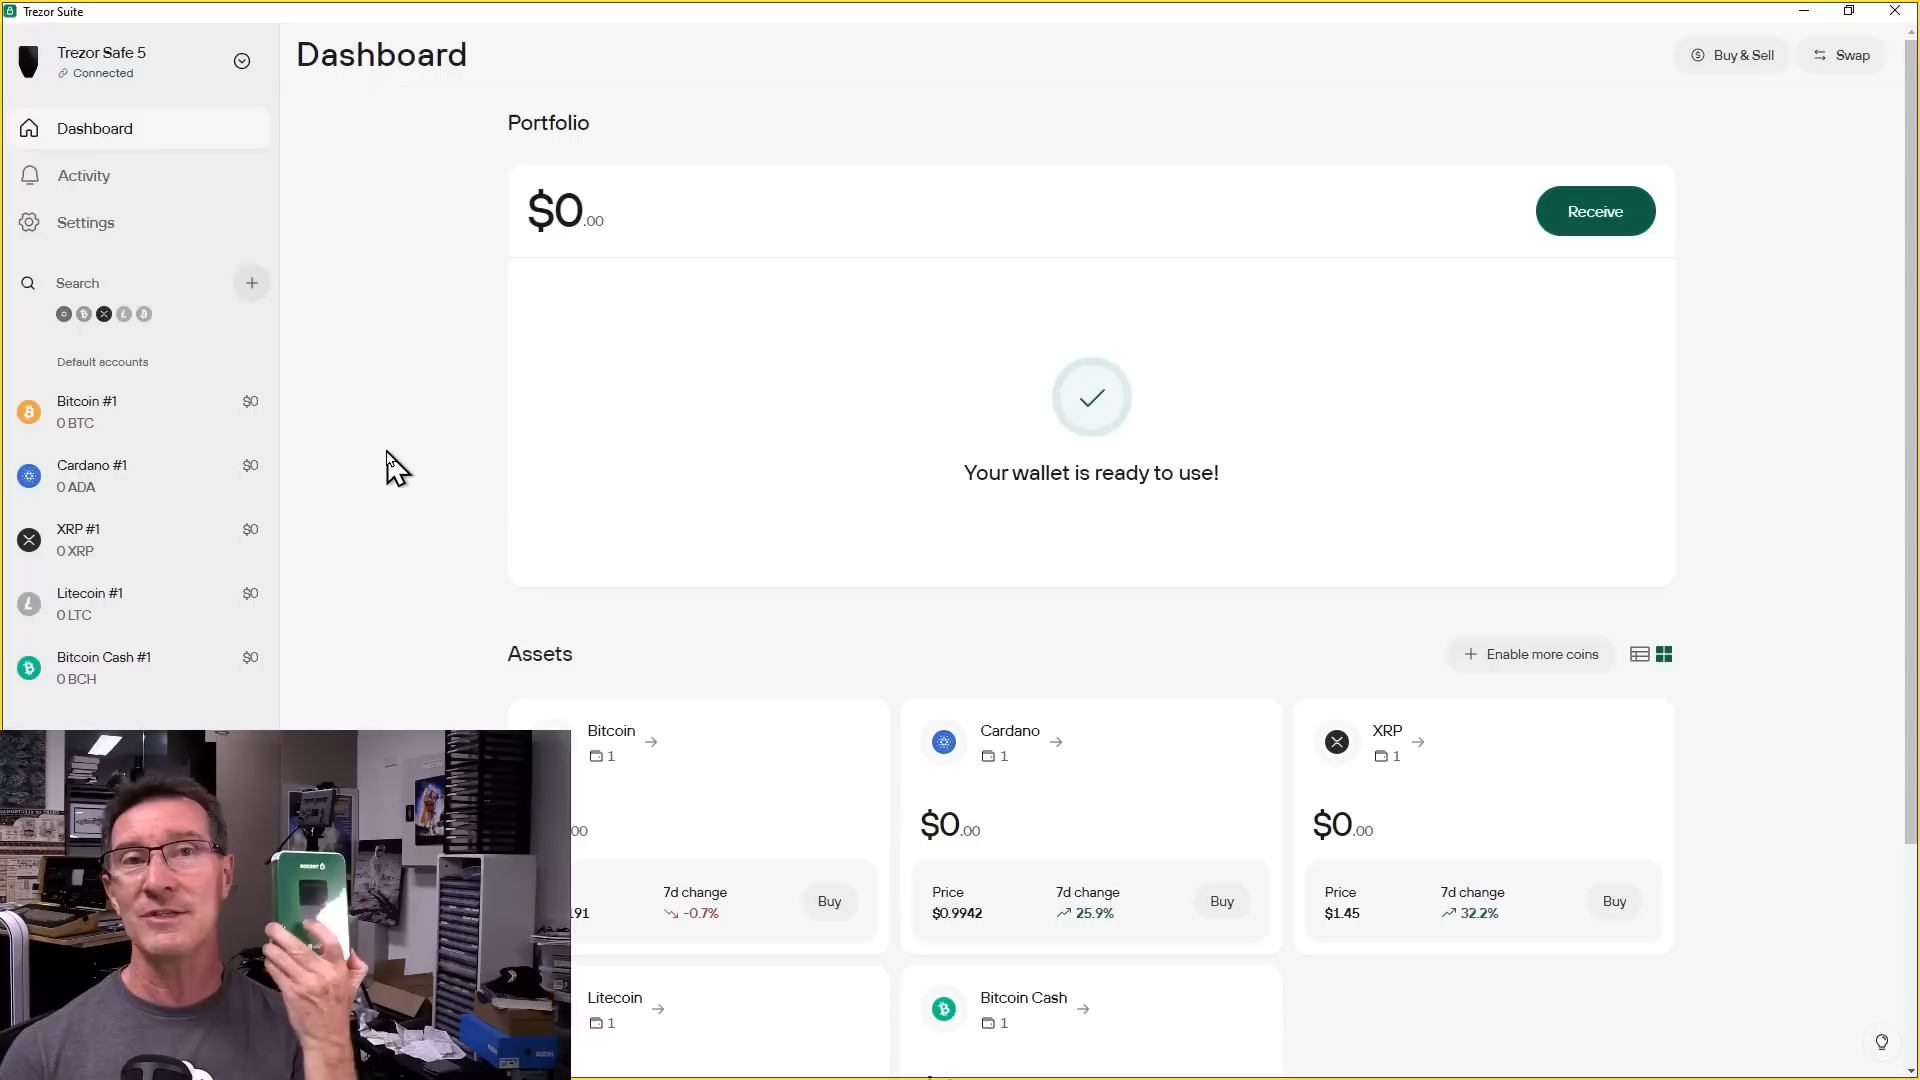 Trezor Suite
Trezor Safe 5
Connected
Dashboard
Activity
Settings
Search
Default accounts
Bitcoin #1 $0
0 BTC
Cardano #1 $0
0 ADA
XRP #1 $0
0 XRP
Litecoin #1 $0
0 LTC
Bitcoin Cash #1 $0
0 BCH
Dashboard
Buy & Sell
Swap
Portfolio
$0.00
Receive
Your wallet is ready to use!
Assets
Enable more coins
Bitcoin
1
.00
7d change
191
-0.7%
Buy
Cardano
1
$0.00
Price 7d change
$0.9942 25.9%
Buy
XRP
1
$0.00
Price 7d change
$1.45 32.2%
Buy
Litecoin
1
Bitcoin Cash
1